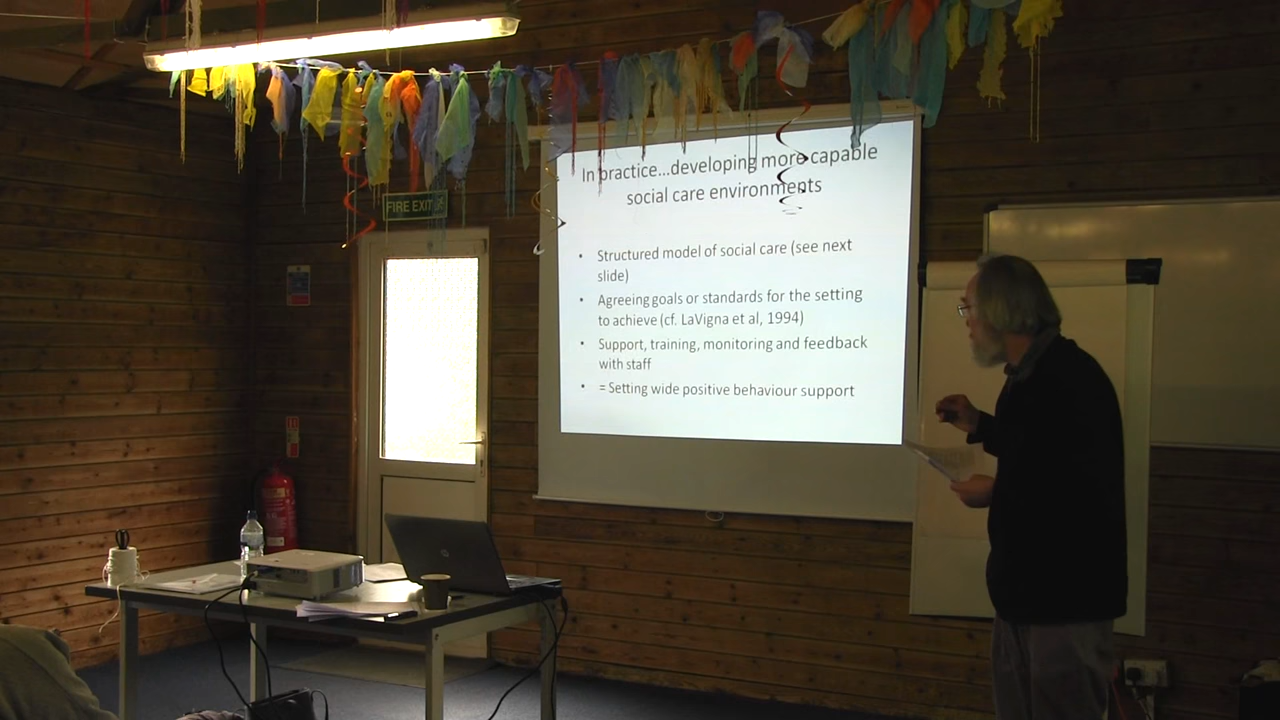 FIRE EXIT
In practice...developing more capable
social care environments
• Structured model of social care (see next
slide)
• Agreeing goals or standards for the setting
to achieve (cf. LaVigna et al, 1994)
• Support, training, monitoring and feedback
with staff
• = Setting wide positive behaviour support